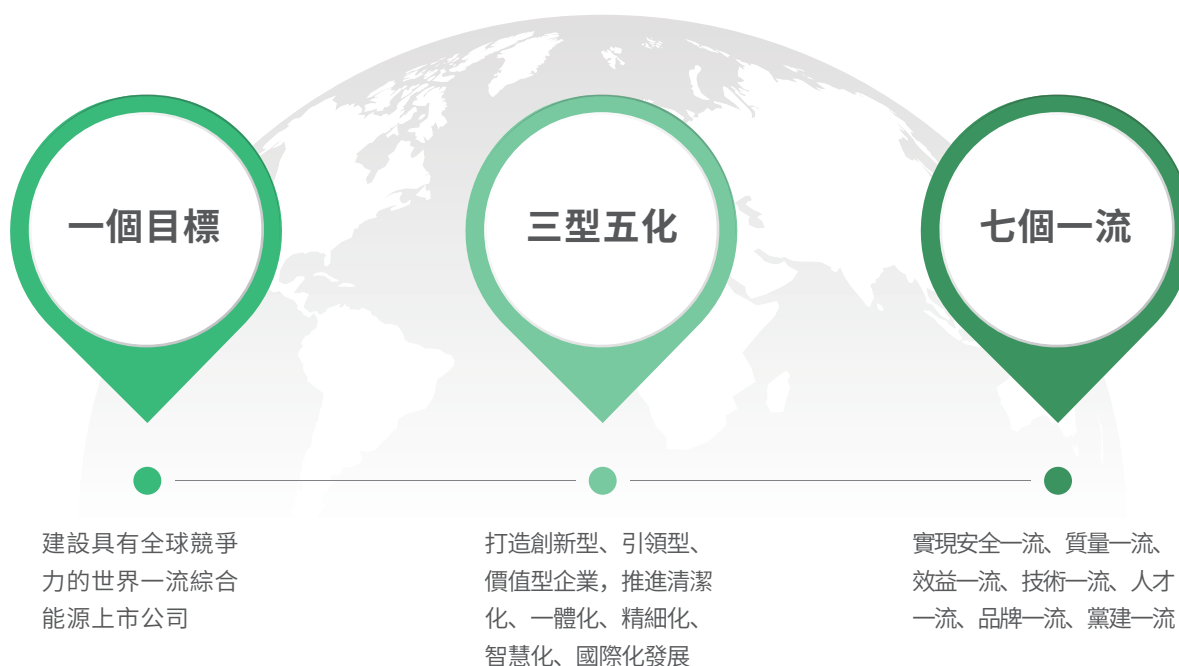 一個目標
三型五化
七個一流
建設具有全球競爭
力的世界一流綜合
能源上市公司
打造創新型、引領型、
價值型企業，推進清潔
化、一體化、精細化、
智慧化、國際化發展
實現安全一流、質量一流、
效益一流、技術一流、人才
一流、品牌一流、黨建一流